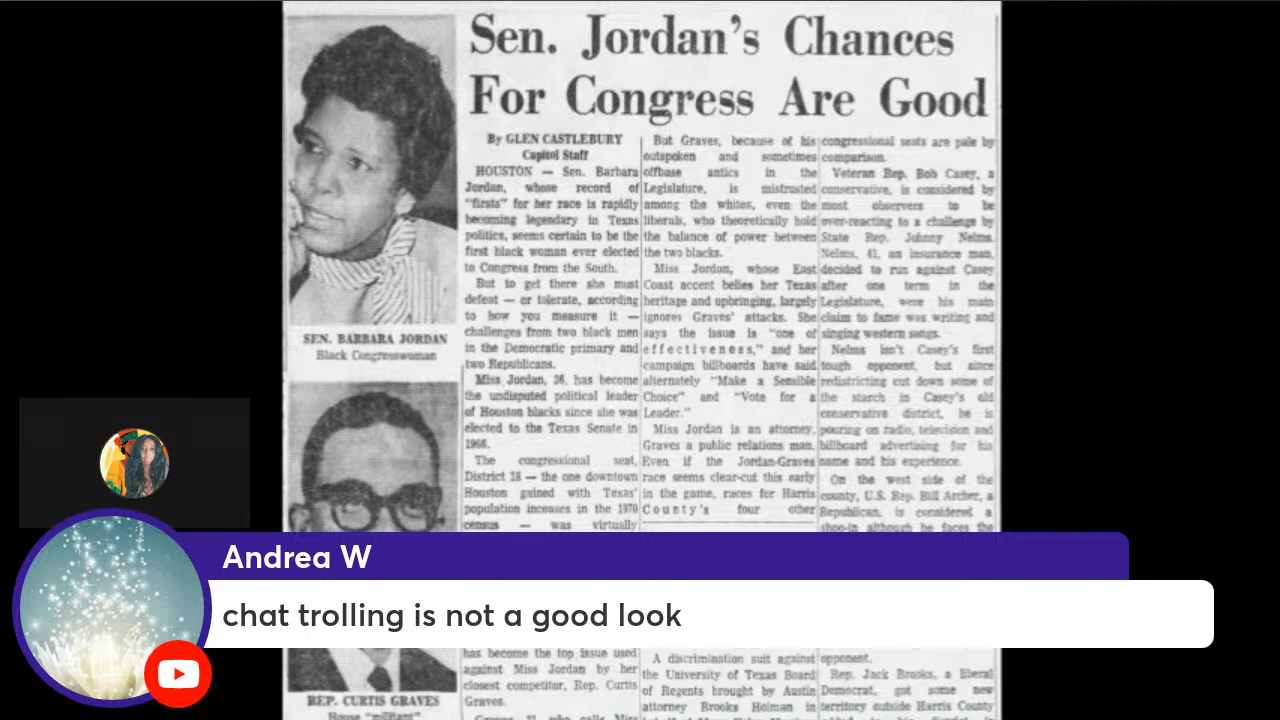 Sen. Jordan's Chances
For Congress Are Good
SEN. BARBARA JORDAN
Black Congresswoman
By GLEN CASTLEBURY
Capitol Staff
HOUSTON — Sen. Barbara
Jordan, whose record of
"firsts" for her race is rapidly
becoming legendary in Texas
politics, seems certain to be the
first black woman ever elected
to Congress from the South.
But to get there she must
defeat — or tolerate, according
to how you measure it —
challenges from two black men
in the Democratic primary and
two Republicans.
Miss Jordan, 36, has become
the undisputed political leader
of Houston blacks since she was
elected to the Texas Senate in
1966.
The congressional seat,
District 18 — the one downtown
Houston gained with Texas'
population inceases in the 1970
census — was virtually
has become the top issue used
against Miss Jordan by her
closest competitor, Rep. Curtis
Graves.
But Graves, because of his
outspoken and sometimes
offbase antics in the
Legislature, is mistrusted
among the whites, even the
liberals, who theoretically hold
the balance of power between
the two blacks.
Miss Jordan, whose East
Coast accent belies her Texas
heritage and upbringing, largely
ignores Graves' attacks. She
says the issue is "one of
effectiveness," and her
campaign billboards have said
alternately "Make a Sensible
Choice" and "Vote for a
Leader."
Miss Jordan is an attorney,
Graves a public relations man.
Even if the Jordan-Graves
race seems clear-cut this early
in the game, races for Harris
County's four other
A discrimination suit against
the University of Texas Board
of Regents brought by Austin
attorney Brooks Holman in
congressional seats are pale by
comparison.
Veteran Rep. Bob Casey, a
conservative, is considered by
most observers to be
over-reacting to a challenge by
State Rep. Johnny Nelms.
Nelms, 41, an insurance man,
decided to run against Casey
after one term in the
Legislature, were his main
claim to fame was writing and
singing western songs.
Nelms isn't Casey's first
tough opponent, but since
redistricting cut down some of
the starch in Casey's old
conservative district, he is
pouring on radio, television and
billboard advertising for his
name and his experience.
On the west side of the
county, U.S. Rep. Bill Archer, a
Republican, is considered a
shoo-in although he faces the
opponent.
Rep. Jack Brooks, a liberal
Democrat, got some new
territory outside Harris County
REP. CURTIS GRAVES
House "militant"
Andrea W
chat trolling is not a good look